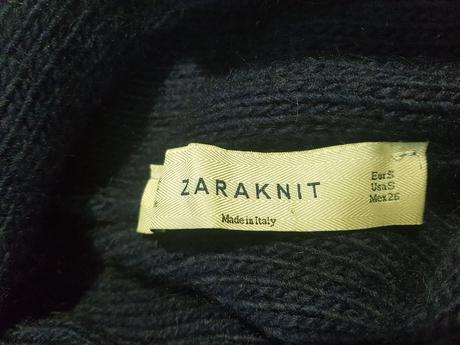 ZARAKNIT
Made in Italy
Eur S
Usa S
Mex 26